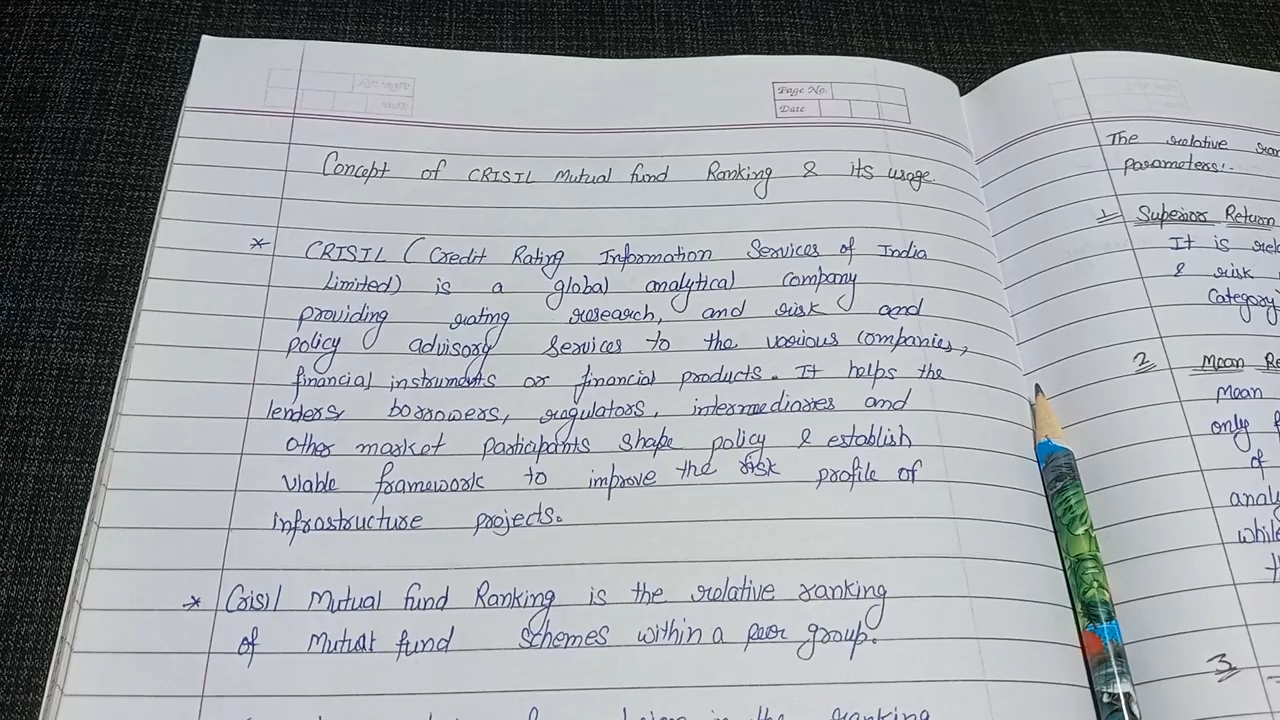 Page No.
Date
Concept of CRISIL Mutual fund Ranking & its usage.
* CRISIL (Credit Rating Information Services of India
Limited) is a global analytical company
providing rating research, and risk and
policy advisory services to the various companies,
financial instruments or financial products. It helps the
lenders, borrowers, regulators, intermediaries and
other market participants shape policy & establish
viable framework to improve the risk profile of
infrastructure projects.
* Crisil Mutual fund Ranking is the relative ranking
of Mutual fund schemes within a peer group.
in the ranking
The relative
parameters:-
1 Superior Return
It is
& risk
Category
2 Mean
Mean
only
of
while
3